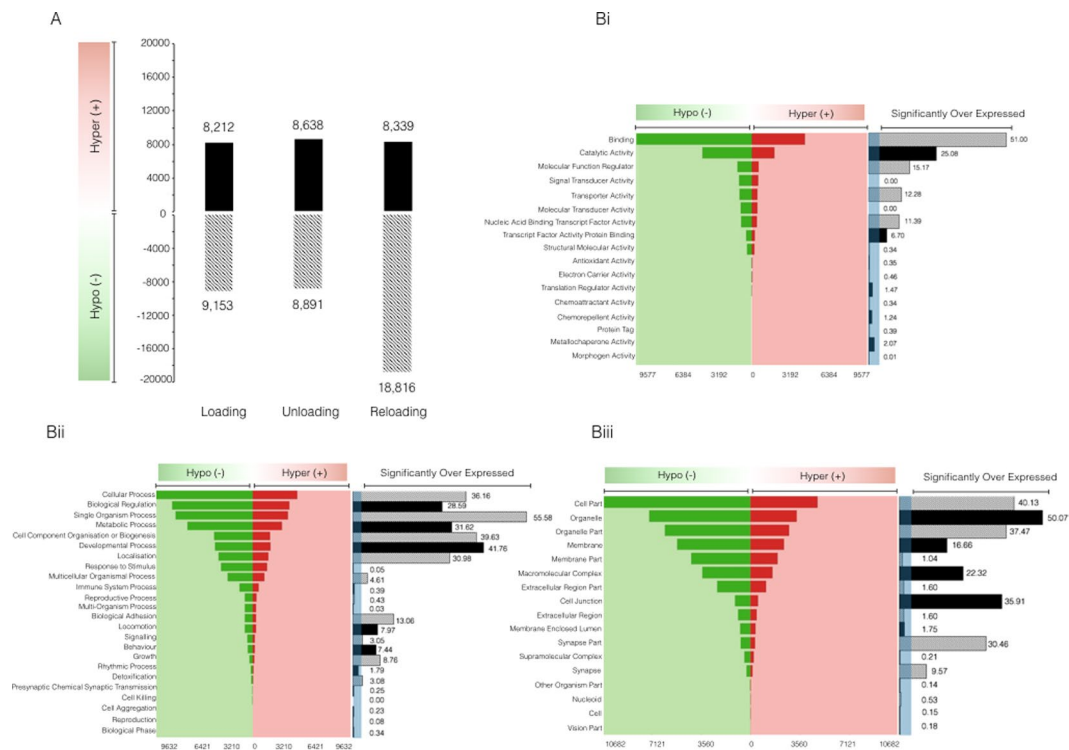 A
Hyper (+)
Hypo (-)
20000
16000
12000
8000
4000
0
-4000
-8000
-12000
-16000
-20000
8,212
8,638
8,339
9,153
8,891
18,816
Loading Unloading Reloading
Bi
Hypo (-) Hyper (+) Significantly Over Expressed
Binding 51.00
Catalytic Activity 25.08
Molecular Function Regulator 15.17
Signal Transducer Activity 0.00
Transporter Activity 12.28
Molecular Transducer Activity 0.00
Nucleic Acid Binding Transcript Factor Activity 11.39
Transcript Factor Activity Protein Binding 6.70
Structural Molecular Activity 0.34
Antioxidant Activity 0.35
Electron Carrier Activity 0.46
Translation Regulator Activity 1.47
Chemoattractant Activity 0.34
Chemorepellent Activity 1.24
Protein Tag 0.39
Metallochaperone Activity 2.07
Morphogen Activity 0.01
9577 6384 3192 0 3192 6384 9577
Bii
Hypo (-) Hyper (+) Significantly Over Expressed
Cellular Process 36.16
Biological Regulation 28.59
Single Organism Process 55.58
Metabolic Process 31.62
Cell Component Organisation or Biogenesis 39.63
Developmental Process 41.76
Localisation 30.98
Response to Stimulus 0.05
Multicellular Organismal Process 4.61
Immune System Process 0.39
Reproductive Process 0.43
Multi-Organism Process 0.03
Biological Adhesion 13.06
Locomotion 7.97
Signalling 3.05
Behaviour 7.44
Growth 8.76
Rhythmic Process 1.79
Detoxification 3.08
Presynaptic Chemical Synaptic Transmission 0.25
Cell Killing 0.00
Cell Aggregation 0.23
Reproduction 0.08
Biological Phase 0.34
9632 6421 3210 0 3210 6421 9632
Biii
Hypo (-) Hyper (+) Significantly Over Expressed
Cell Part 40.13
Organelle 50.07
Organelle Part 37.47
Membrane 16.66
Membrane Part 1.04
Macromolecular Complex 22.32
Extracellular Region Part 1.60
Cell Junction 35.91
Extracellular Region 1.60
Membrane Enclosed Lumen 1.75
Synapse Part 30.46
Supramolecular Complex 0.21
Synapse 9.57
Other Organism Part 0.14
Nucleoid 0.53
Cell 0.15
Vision Part 0.18
10682 7121 3560 0 3560 7121 10682